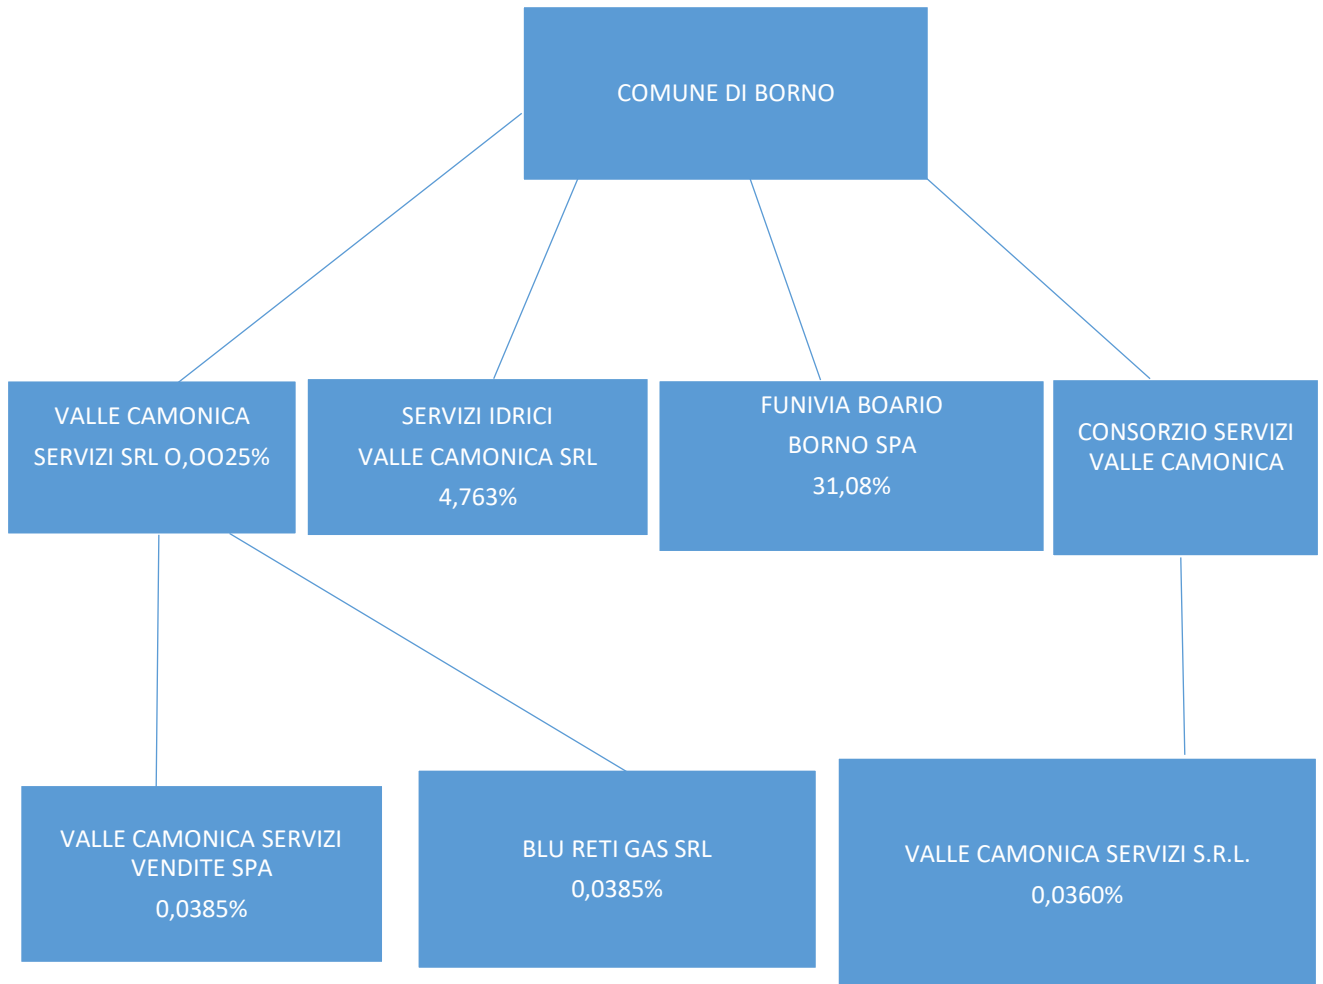 COMUNE DI BORNO
VALLE CAMONICA
SERVIZI SRL O,OO25%
SERVIZI IDRICI
VALLE CAMONICA SRL
4,763%
FUNIVIA BOARIO
BORNO SPA
31,08%
CONSORZIO SERVIZI
VALLE CAMONICA
VALLE CAMONICA SERVIZI
VENDITE SPA
0,0385%
BLU RETI GAS SRL
0,0385%
VALLE CAMONICA SERVIZI S.R.L.
0,0360%